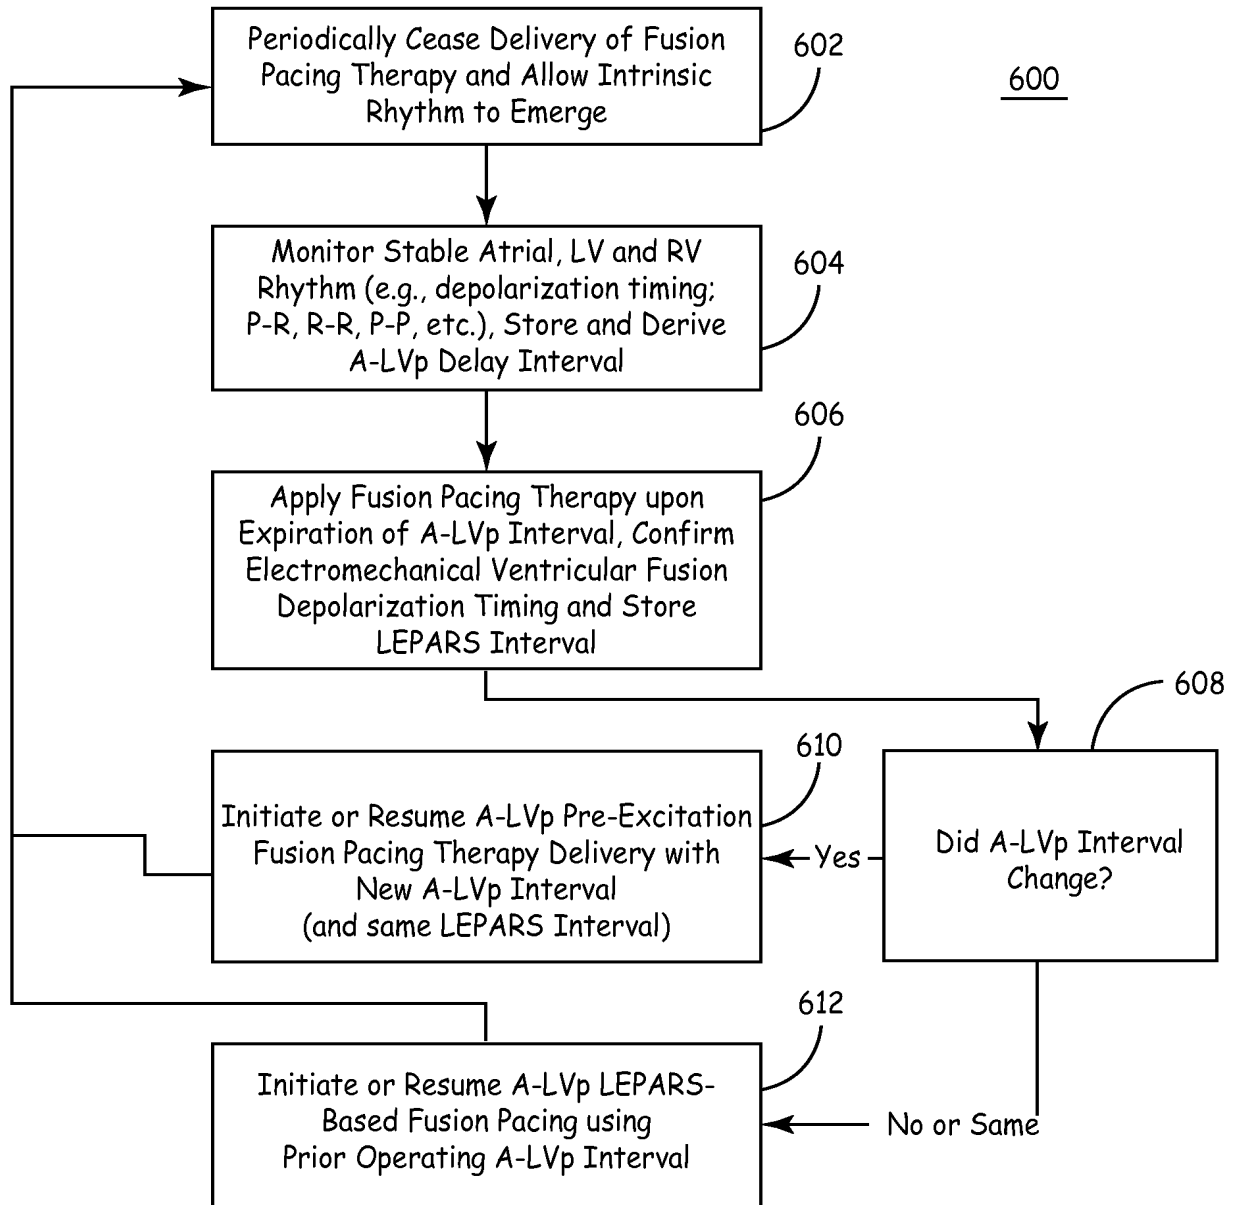 Periodically Cease Delivery of Fusion
Pacing Therapy and Allow Intrinsic
Rhythm to Emerge
602
600
Monitor Stable Atrial, LV and RV
Rhythm (e.g., depolarization timing;
P-R, R-R, P-P, etc.), Store and Derive
A-LVp Delay Interval
604
606
Apply Fusion Pacing Therapy upon
Expiration of A-LVp Interval, Confirm
Electromechanical Ventricular Fusion
Depolarization Timing and Store
LEPARS Interval
608
610
Initiate or Resume A-LVp Pre-Excitation
Fusion Pacing Therapy Delivery with
New A-LVp Interval
(and same LEPARS Interval)
Yes
Did A-LVp Interval
Change?
612
Initiate or Resume A-LVp LEPARS-
Based Fusion Pacing using
Prior Operating A-LVp Interval
No or Same